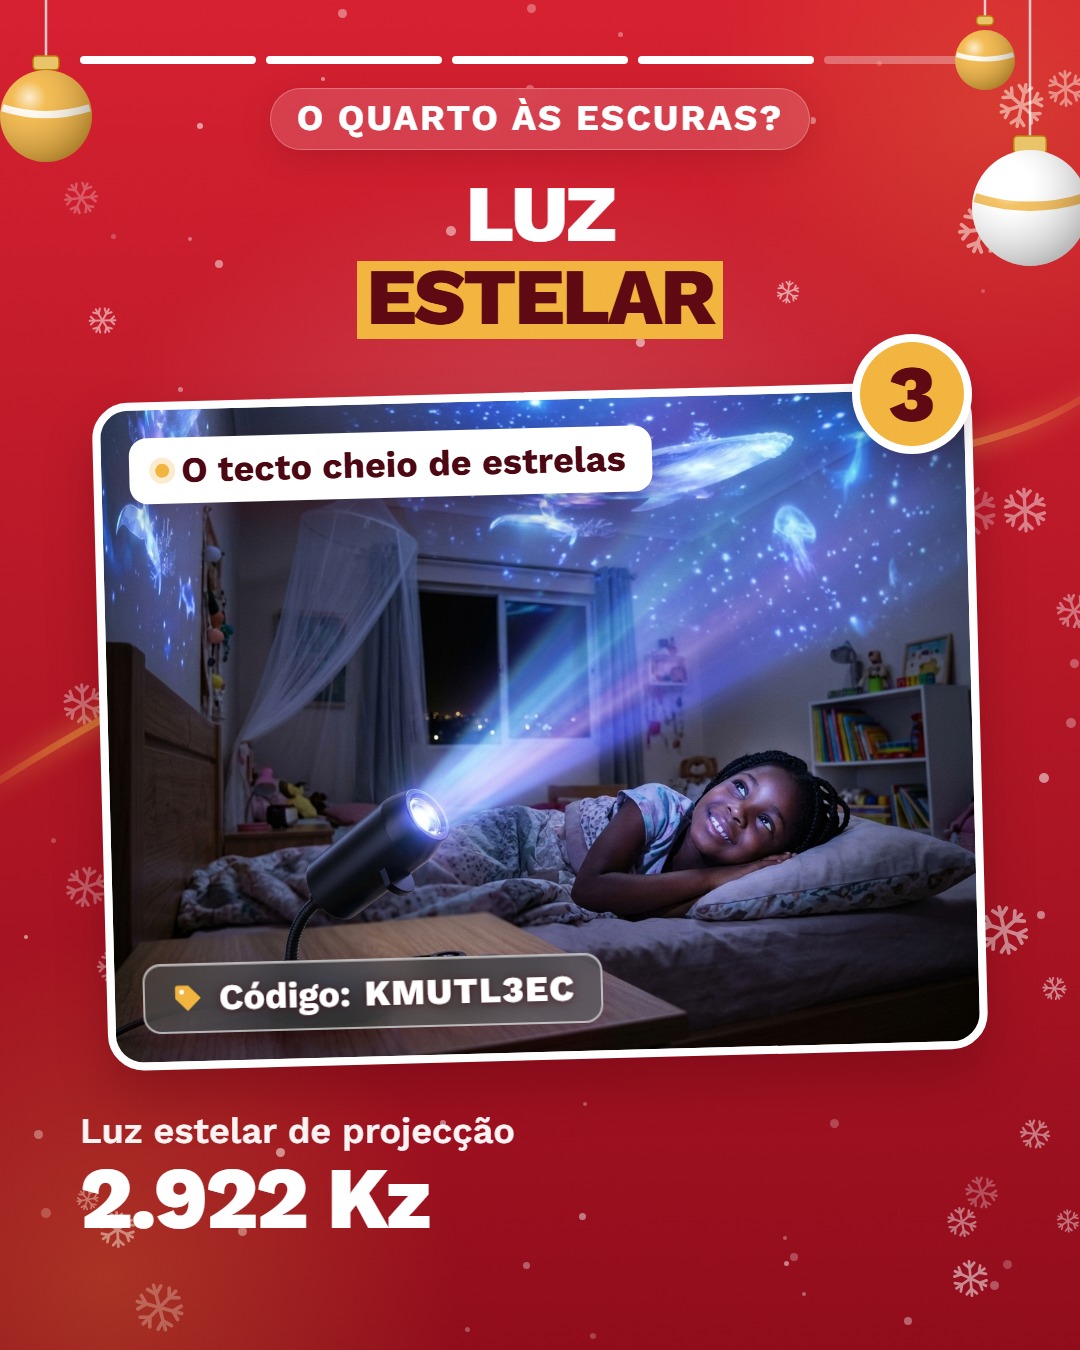 O QUARTO ÀS ESCURAS?
LUZ
ESTELAR
3
O tecto cheio de estrelas
Código: KMUTL3EC
Luz estelar de projecção
2.922 Kz